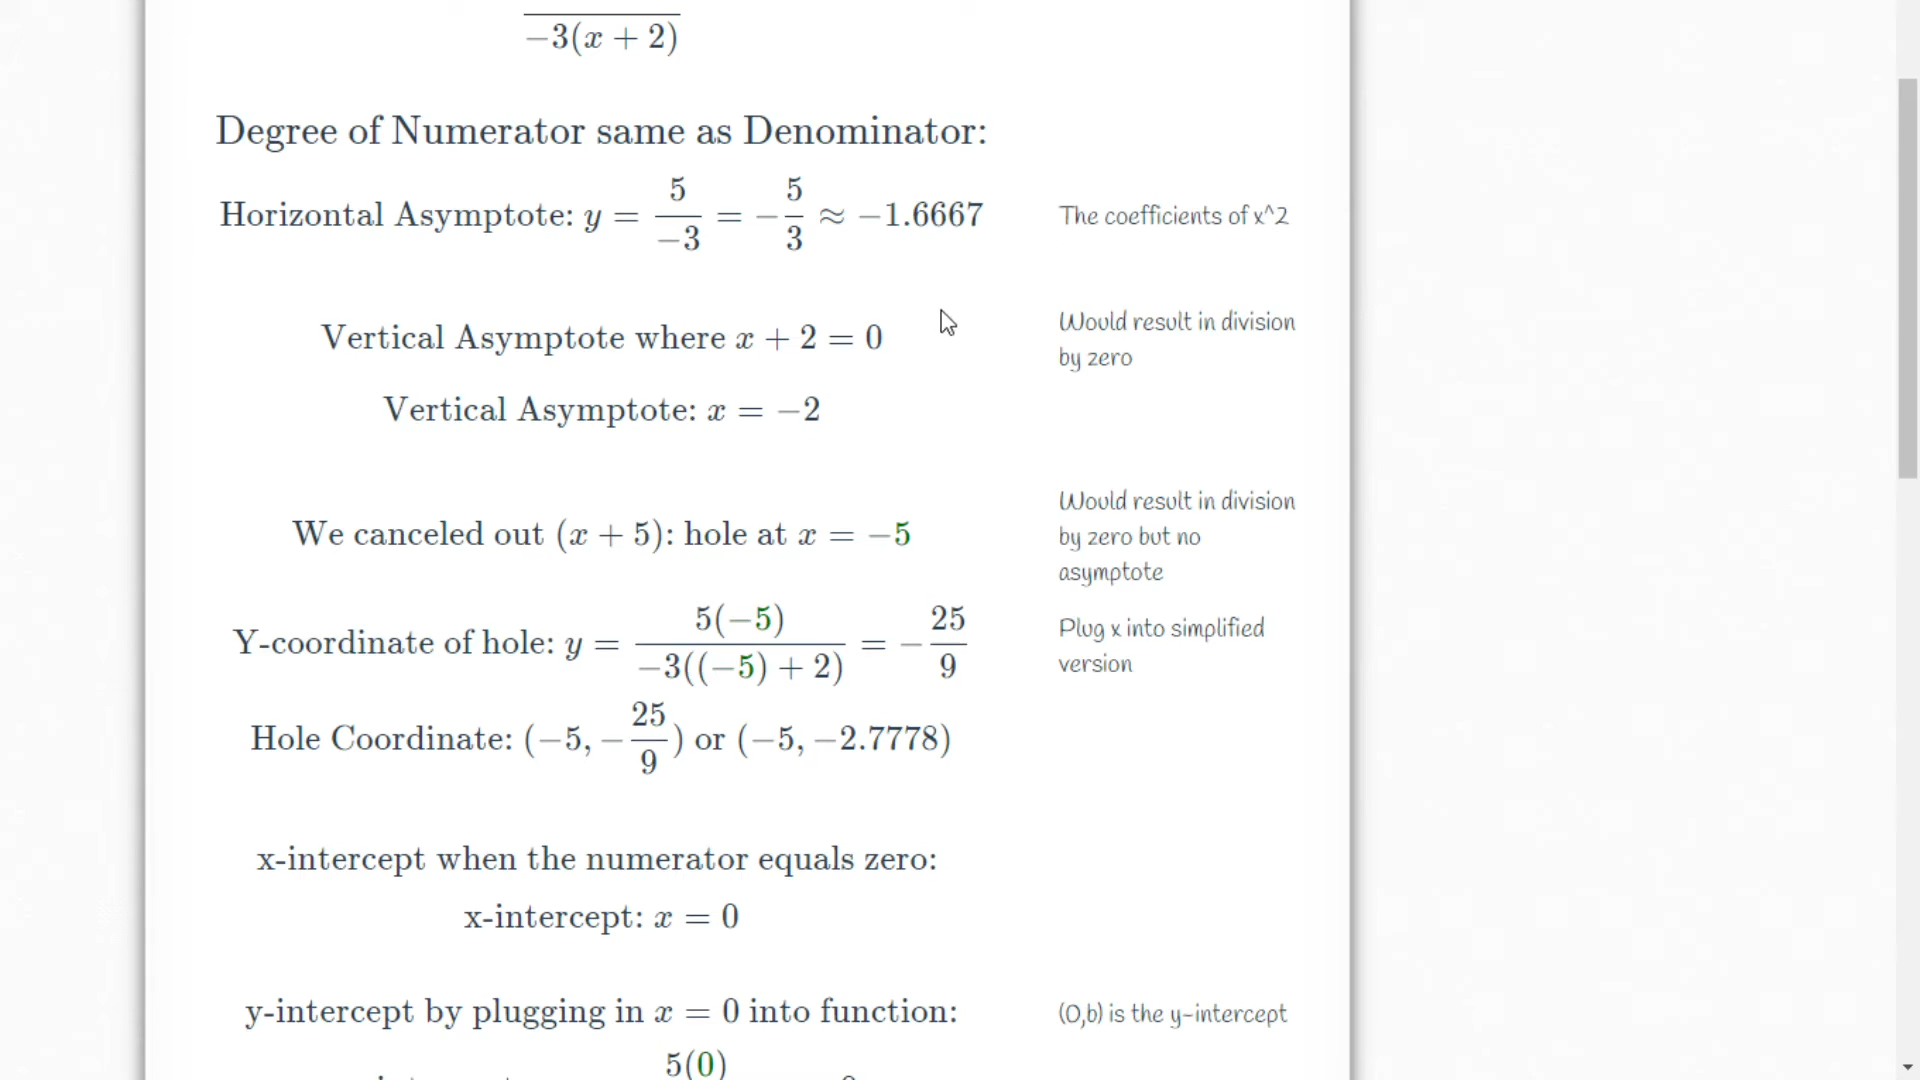 −3(x + 2)
Degree of Numerator same as Denominator:
Horizontal Asymptote: y = 5/−3 = −5/3 ≈ −1.6667
The coefficients of x^2
Vertical Asymptote where x + 2 = 0
Would result in division
by zero
Vertical Asymptote: x = −2
We canceled out (x + 5): hole at x = −5
Would result in division
by zero but no
asymptote
Y-coordinate of hole: y = 5(−5)/−3((−5) + 2) = −25/9
Plug x into simplified
version
Hole Coordinate: (−5, −25/9) or (−5, −2.7778)
x-intercept when the numerator equals zero:
x-intercept: x = 0
y-intercept by plugging in x = 0 into function:
(0,b) is the y-intercept
5(0)